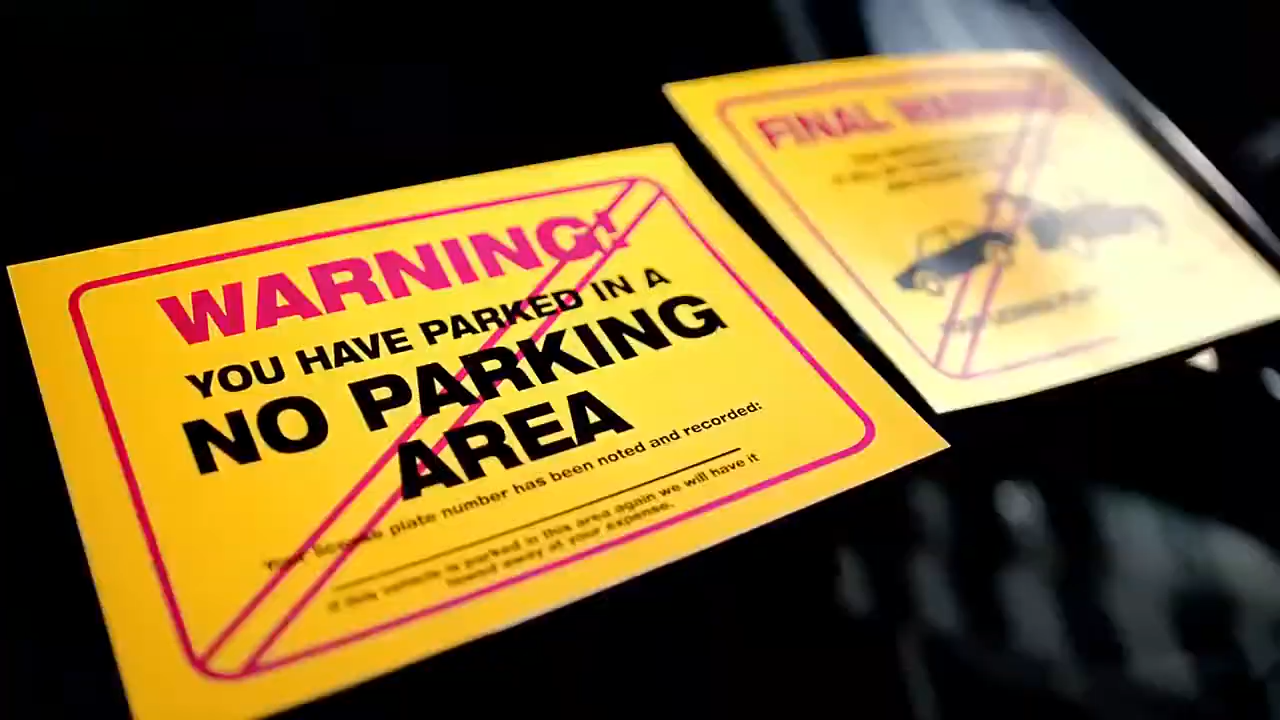 WARNING!
YOU HAVE PARKED IN A
NO PARKING
AREA
Your license plate number has been noted and recorded:
If this vehicle is parked in this area again we will have it
towed away at your expense.
FINAL WARNING